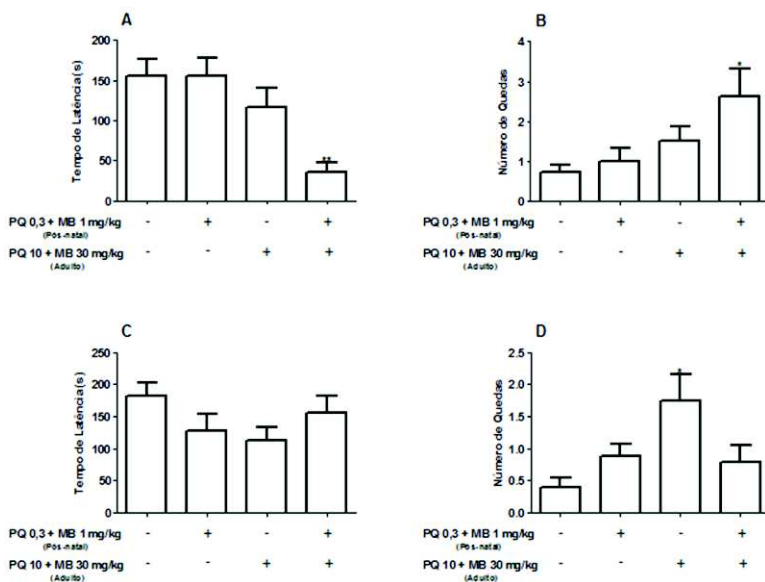 A
Tempo de Latência(s)
200
150
100
50
0
**
PQ 0,3 + MB 1 mg/kg - + - +
(Pós-natal)
PQ 10 + MB 30 mg/kg - - + +
(Adulto)
B
Número de Quedas
4
3
2
1
0
*
PQ 0,3 + MB 1 mg/kg - + - +
(Pós-natal)
PQ 10 + MB 30 mg/kg - - + +
(Adulto)
C
Tempo de Latência(s)
250
200
150
100
50
0
PQ 0,3 + MB 1 mg/kg - + - +
(Pós-natal)
PQ 10 + MB 30 mg/kg - - + +
(Adulto)
D
Número de Quedas
2.5
2.0
1.5
1.0
0.5
0.0
*
PQ 0,3 + MB 1 mg/kg - + - +
(Pós-natal)
PQ 10 + MB 30 mg/kg - - + +
(Adulto)